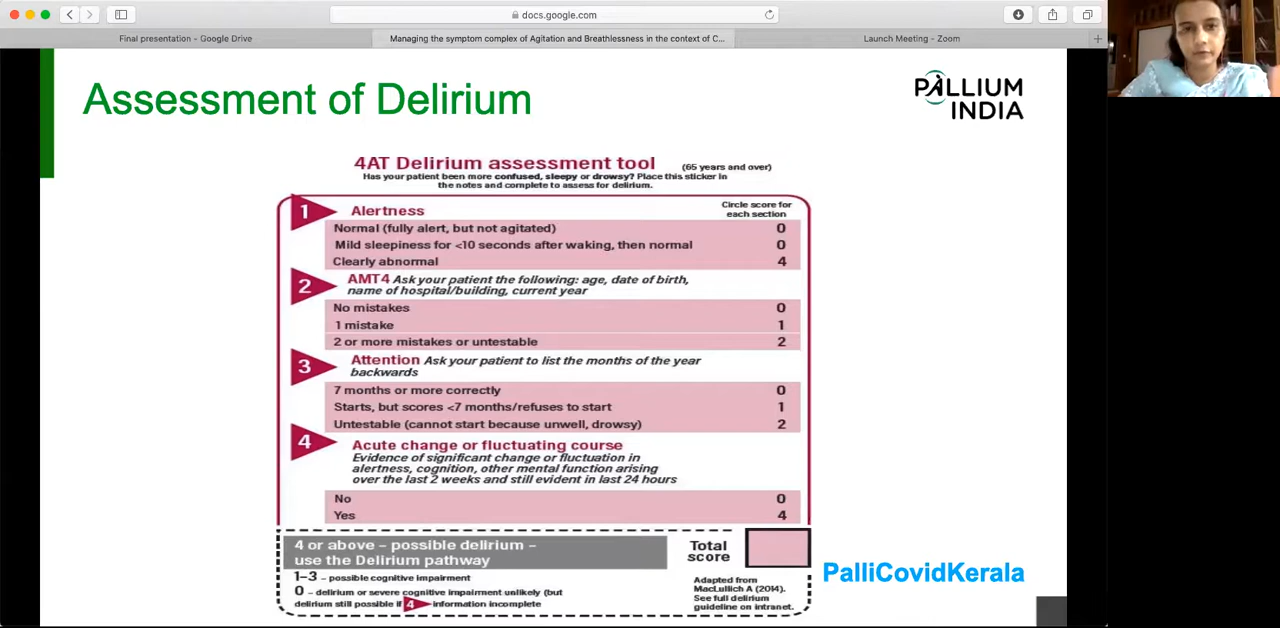 docs.google.com
Final presentation - Google Drive
Managing the symptom complex of Agitation and Breathlessness in the context of C...
Launch Meeting - Zoom
Assessment of Delirium
PALLIUM
INDIA
4AT Delirium assessment tool (65 years and over)
Has your patient been more confused, sleepy or drowsy? Place this sticker in
the notes and complete to assess for delirium.
1 Alertness
Circle score for
each section
Normal (fully alert, but not agitated) 0
Mild sleepiness for <10 seconds after waking, then normal 0
Clearly abnormal 4
2 AMT4 Ask your patient the following: age, date of birth,
name of hospital/building, current year
No mistakes 0
1 mistake 1
2 or more mistakes or untestable 2
3 Attention Ask your patient to list the months of the year
backwards
7 months or more correctly 0
Starts, but scores <7 months/refuses to start 1
Untestable (cannot start because unwell, drowsy) 2
4 Acute change or fluctuating course
Evidence of significant change or fluctuation in
alertness, cognition, other mental function arising
over the last 2 weeks and still evident in last 24 hours
No 0
Yes 4
4 or above – possible delirium –
use the Delirium pathway
Total
score
1–3 – possible cognitive impairment
0 – delirium or severe cognitive impairment unlikely (but
delirium still possible if 4 information incomplete
Adapted from
MacLullich A (2014).
See full delirium
guideline on intranet.
PalliCovidKerala